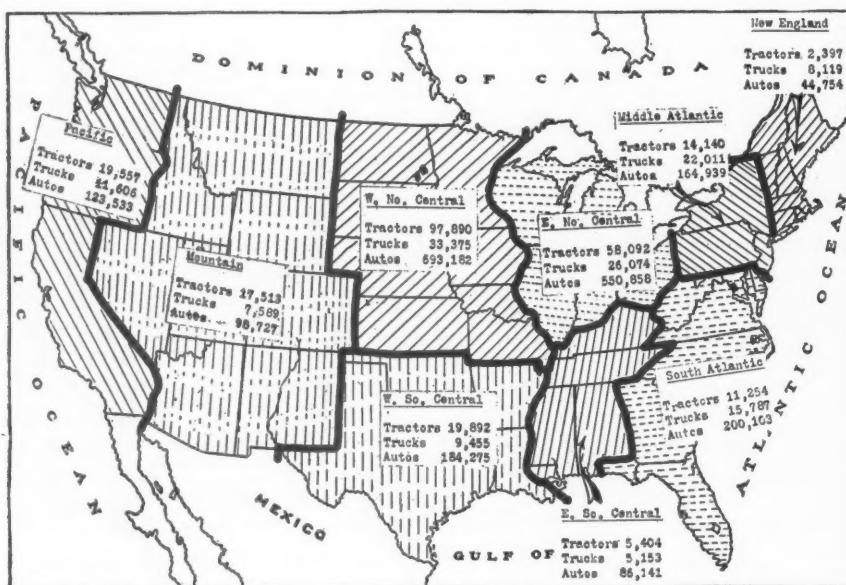 New England
Tractors 2,397
Trucks 8,119
Autos 44,754
DOMINION OF CANADA
Middle Atlantic
Tractors 14,140
Trucks 22,011
Autos 164,939
PACIFIC OCEAN
Pacific
Tractors 19,557
Trucks 11,606
Autos 123,533
W. No. Central
Tractors 97,890
Trucks 33,375
Autos 693,182
E. No. Central
Tractors 58,092
Trucks 26,074
Autos 550,858
Mountain
Tractors 17,513
Trucks 7,589
Autos 98,727
ATLANTIC OCEAN
South Atlantic
Tractors 11,254
Trucks 15,787
Autos 200,103
W. So. Central
Tractors 19,892
Trucks 9,455
Autos 184,275
MEXICO
GULF OF
E. So. Central
Tractors 5,404
Trucks 5,153
Autos 86,141